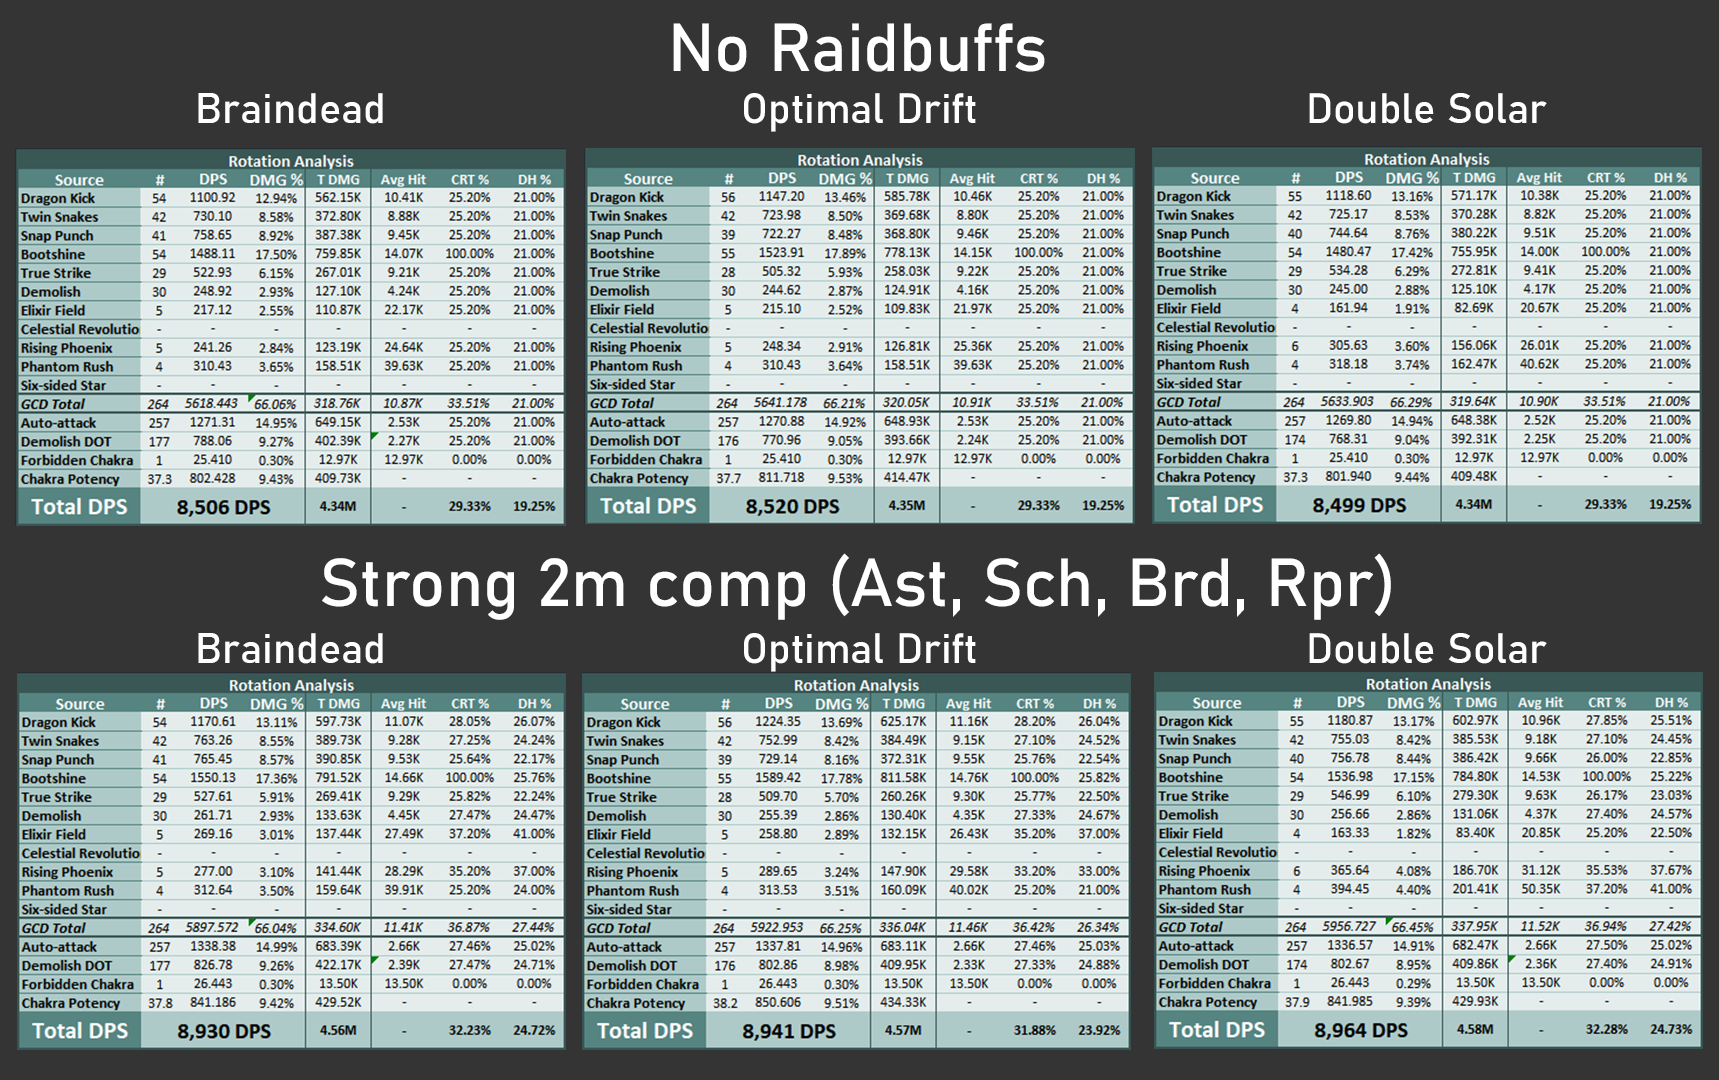 No Raidbuffs
Braindead
Rotation Analysis
Source # DPS DMG % T DMG Avg Hit CRT % DH %
Dragon Kick 54 1100.92 12.94% 562.15K 10.41K 25.20% 21.00%
Twin Snakes 42 730.10 8.58% 372.80K 8.88K 25.20% 21.00%
Snap Punch 41 758.65 8.92% 387.38K 9.45K 25.20% 21.00%
Bootshine 54 1488.11 17.50% 759.85K 14.07K 100.00% 21.00%
True Strike 29 522.93 6.15% 267.01K 9.21K 25.20% 21.00%
Demolish 30 248.92 2.93% 127.10K 4.24K 25.20% 21.00%
Elixir Field 5 217.12 2.55% 110.87K 22.17K 25.20% 21.00%
Celestial Revolutio - - - - - - -
Rising Phoenix 5 241.26 2.84% 123.19K 24.64K 25.20% 21.00%
Phantom Rush 4 310.43 3.65% 158.51K 39.63K 25.20% 21.00%
Six-sided Star - - - - - - -
GCD Total 264 5618.443 66.06% 318.76K 10.87K 33.51% 21.00%
Auto-attack 257 1271.31 14.95% 649.15K 2.53K 25.20% 21.00%
Demolish DOT 177 788.06 9.27% 402.39K 2.27K 25.20% 21.00%
Forbidden Chakra 1 25.410 0.30% 12.97K 12.97K 0.00% 0.00%
Chakra Potency 37.3 802.428 9.43% 409.73K - - -
Total DPS 8,506 DPS 4.34M - 29.33% 19.25%
Optimal Drift
Rotation Analysis
Source # DPS DMG % T DMG Avg Hit CRT % DH %
Dragon Kick 56 1147.20 13.46% 585.78K 10.46K 25.20% 21.00%
Twin Snakes 42 723.98 8.50% 369.68K 8.80K 25.20% 21.00%
Snap Punch 39 722.27 8.48% 368.80K 9.46K 25.20% 21.00%
Bootshine 55 1523.91 17.89% 778.13K 14.15K 100.00% 21.00%
True Strike 28 505.32 5.93% 258.03K 9.22K 25.20% 21.00%
Demolish 30 244.62 2.87% 124.91K 4.16K 25.20% 21.00%
Elixir Field 5 215.10 2.52% 109.83K 21.97K 25.20% 21.00%
Celestial Revolutio - - - - - - -
Rising Phoenix 5 248.34 2.91% 126.81K 25.36K 25.20% 21.00%
Phantom Rush 4 310.43 3.64% 158.51K 39.63K 25.20% 21.00%
Six-sided Star - - - - - - -
GCD Total 264 5641.178 66.21% 320.05K 10.91K 33.51% 21.00%
Auto-attack 257 1270.88 14.92% 648.93K 2.53K 25.20% 21.00%
Demolish DOT 176 770.96 9.05% 393.66K 2.24K 25.20% 21.00%
Forbidden Chakra 1 25.410 0.30% 12.97K 12.97K 0.00% 0.00%
Chakra Potency 37.7 811.718 9.53% 414.47K - - -
Total DPS 8,520 DPS 4.35M - 29.33% 19.25%
Double Solar
Rotation Analysis
Source # DPS DMG % T DMG Avg Hit CRT % DH %
Dragon Kick 55 1118.60 13.16% 571.17K 10.38K 25.20% 21.00%
Twin Snakes 42 725.17 8.53% 370.28K 8.82K 25.20% 21.00%
Snap Punch 40 744.64 8.76% 380.22K 9.51K 25.20% 21.00%
Bootshine 54 1480.47 17.42% 755.95K 14.00K 100.00% 21.00%
True Strike 29 534.28 6.29% 272.81K 9.41K 25.20% 21.00%
Demolish 30 245.00 2.88% 125.10K 4.17K 25.20% 21.00%
Elixir Field 4 161.94 1.91% 82.69K 20.67K 25.20% 21.00%
Celestial Revolutio - - - - - - -
Rising Phoenix 6 305.63 3.60% 156.06K 26.01K 25.20% 21.00%
Phantom Rush 4 318.18 3.74% 162.47K 40.62K 25.20% 21.00%
Six-sided Star - - - - - - -
GCD Total 264 5633.903 66.29% 319.64K 10.90K 33.51% 21.00%
Auto-attack 257 1269.80 14.94% 648.38K 2.52K 25.20% 21.00%
Demolish DOT 174 768.31 9.04% 392.31K 2.25K 25.20% 21.00%
Forbidden Chakra 1 25.410 0.30% 12.97K 12.97K 0.00% 0.00%
Chakra Potency 37.3 801.940 9.44% 409.48K - - -
Total DPS 8,499 DPS 4.34M - 29.33% 19.25%
Strong 2m comp (Ast, Sch, Brd, Rpr)
Braindead
Rotation Analysis
Source # DPS DMG % T DMG Avg Hit CRT % DH %
Dragon Kick 54 1170.61 13.11% 597.73K 11.07K 28.05% 26.07%
Twin Snakes 42 763.26 8.55% 389.73K 9.28K 27.25% 24.24%
Snap Punch 41 765.45 8.57% 390.85K 9.53K 25.64% 22.17%
Bootshine 54 1550.13 17.36% 791.52K 14.66K 100.00% 25.76%
True Strike 29 527.61 5.91% 269.41K 9.29K 25.82% 22.24%
Demolish 30 261.71 2.93% 133.63K 4.45K 27.47% 24.47%
Elixir Field 5 269.16 3.01% 137.44K 27.49K 37.20% 41.00%
Celestial Revolutio - - - - - - -
Rising Phoenix 5 277.00 3.10% 141.44K 28.29K 35.20% 37.00%
Phantom Rush 4 312.64 3.50% 159.64K 39.91K 25.20% 24.00%
Six-sided Star - - - - - - -
GCD Total 264 5897.572 66.04% 334.60K 11.41K 36.87% 27.44%
Auto-attack 257 1338.38 14.99% 683.39K 2.66K 27.46% 25.02%
Demolish DOT 177 826.78 9.26% 422.17K 2.39K 27.47% 24.71%
Forbidden Chakra 1 26.443 0.30% 13.50K 13.50K 0.00% 0.00%
Chakra Potency 37.8 841.186 9.42% 429.52K - - -
Total DPS 8,930 DPS 4.56M - 32.23% 24.72%
Optimal Drift
Rotation Analysis
Source # DPS DMG % T DMG Avg Hit CRT % DH %
Dragon Kick 56 1224.35 13.69% 625.17K 11.16K 28.20% 26.04%
Twin Snakes 42 752.99 8.42% 384.49K 9.15K 27.10% 24.52%
Snap Punch 39 729.14 8.16% 372.31K 9.55K 25.76% 22.54%
Bootshine 55 1589.42 17.78% 811.58K 14.76K 100.00% 25.82%
True Strike 28 509.70 5.70% 260.26K 9.30K 25.77% 22.50%
Demolish 30 255.39 2.86% 130.40K 4.35K 27.33% 24.67%
Elixir Field 5 258.80 2.89% 132.15K 26.43K 35.20% 37.00%
Celestial Revolutio - - - - - - -
Rising Phoenix 5 289.65 3.24% 147.90K 29.58K 33.20% 33.00%
Phantom Rush 4 313.53 3.51% 160.09K 40.02K 25.20% 21.00%
Six-sided Star - - - - - - -
GCD Total 264 5922.953 66.25% 336.04K 11.46K 36.42% 26.34%
Auto-attack 257 1337.81 14.96% 683.11K 2.66K 27.46% 25.03%
Demolish DOT 176 802.86 8.98% 409.95K 2.33K 27.33% 24.88%
Forbidden Chakra 1 26.443 0.30% 13.50K 13.50K 0.00% 0.00%
Chakra Potency 38.2 850.606 9.51% 434.33K - - -
Total DPS 8,941 DPS 4.57M - 31.88% 23.92%
Double Solar
Rotation Analysis
Source # DPS DMG % T DMG Avg Hit CRT % DH %
Dragon Kick 55 1180.87 13.17% 602.97K 10.96K 27.85% 25.51%
Twin Snakes 42 755.03 8.42% 385.53K 9.18K 27.10% 24.45%
Snap Punch 40 756.78 8.44% 386.42K 9.66K 26.00% 22.85%
Bootshine 54 1536.98 17.15% 784.80K 14.53K 100.00% 25.22%
True Strike 29 546.99 6.10% 279.30K 9.63K 26.17% 23.03%
Demolish 30 256.66 2.86% 131.06K 4.37K 27.40% 24.57%
Elixir Field 4 163.33 1.82% 83.40K 20.85K 25.20% 22.50%
Celestial Revolutio - - - - - - -
Rising Phoenix 6 365.64 4.08% 186.70K 31.12K 35.53% 37.67%
Phantom Rush 4 394.45 4.40% 201.41K 50.35K 37.20% 41.00%
Six-sided Star - - - - - - -
GCD Total 264 5956.727 66.45% 337.95K 11.52K 36.94% 27.42%
Auto-attack 257 1336.57 14.91% 682.47K 2.66K 27.50% 25.02%
Demolish DOT 174 802.67 8.95% 409.86K 2.36K 27.40% 24.91%
Forbidden Chakra 1 26.443 0.29% 13.50K 13.50K 0.00% 0.00%
Chakra Potency 37.9 841.985 9.39% 429.93K - - -
Total DPS 8,964 DPS 4.58M - 32.28% 24.73%